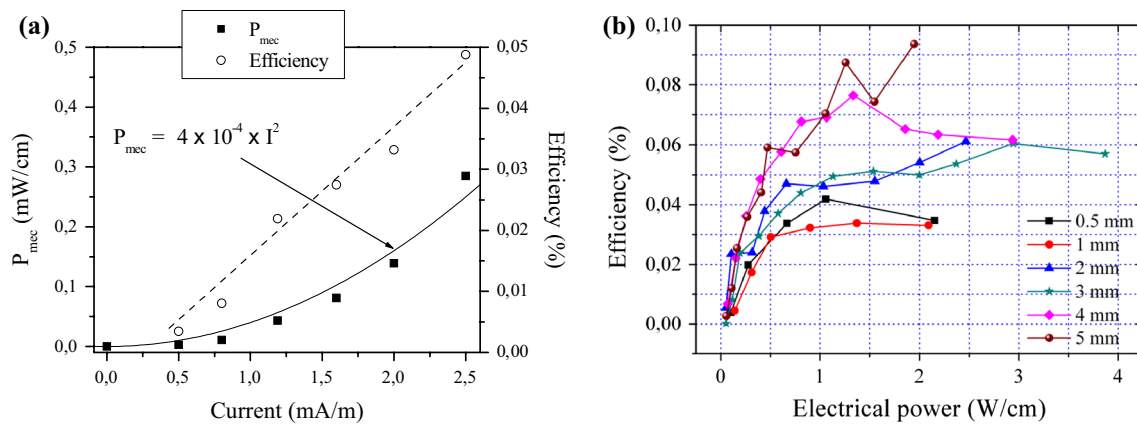 (a)
P_mec
Efficiency
P_mec = 4 x 10^-4 x I^2
0,5
0,4
0,3
0,2
0,1
0,0
P_mec (mW/cm)
0,05
0,04
0,03
0,02
0,01
0,00
Efficiency (%)
0,0 0,5 1,0 1,5 2,0 2,5
Current (mA/m)
(b)
0,10
0,08
0,06
0,04
0,02
0,00
Efficiency (%)
0.5 mm
1 mm
2 mm
3 mm
4 mm
5 mm
0 1 2 3 4
Electrical power (W/cm)